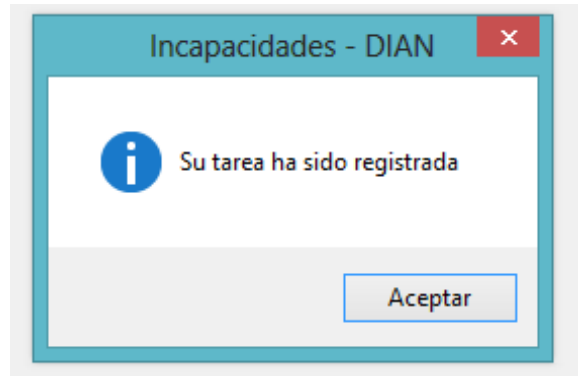 Incapacidades - DIAN
Su tarea ha sido registrada
Aceptar